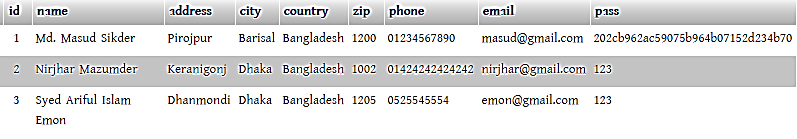 id name address city country zip phone email pass
1 Md. Masud Sikder Pirojpur Barisal Bangladesh 1200 01234567890 masud@gmail.com 202cb962ac59075b964b07152d234b70
2 Nirjhar Mazumder Keranigonj Dhaka Bangladesh 1002 01424242424242 nirjhar@gmail.com 123
3 Syed Ariful Islam Dhanmondi Dhaka Bangladesh 1205 0525545554 emon@gmail.com 123
Emon